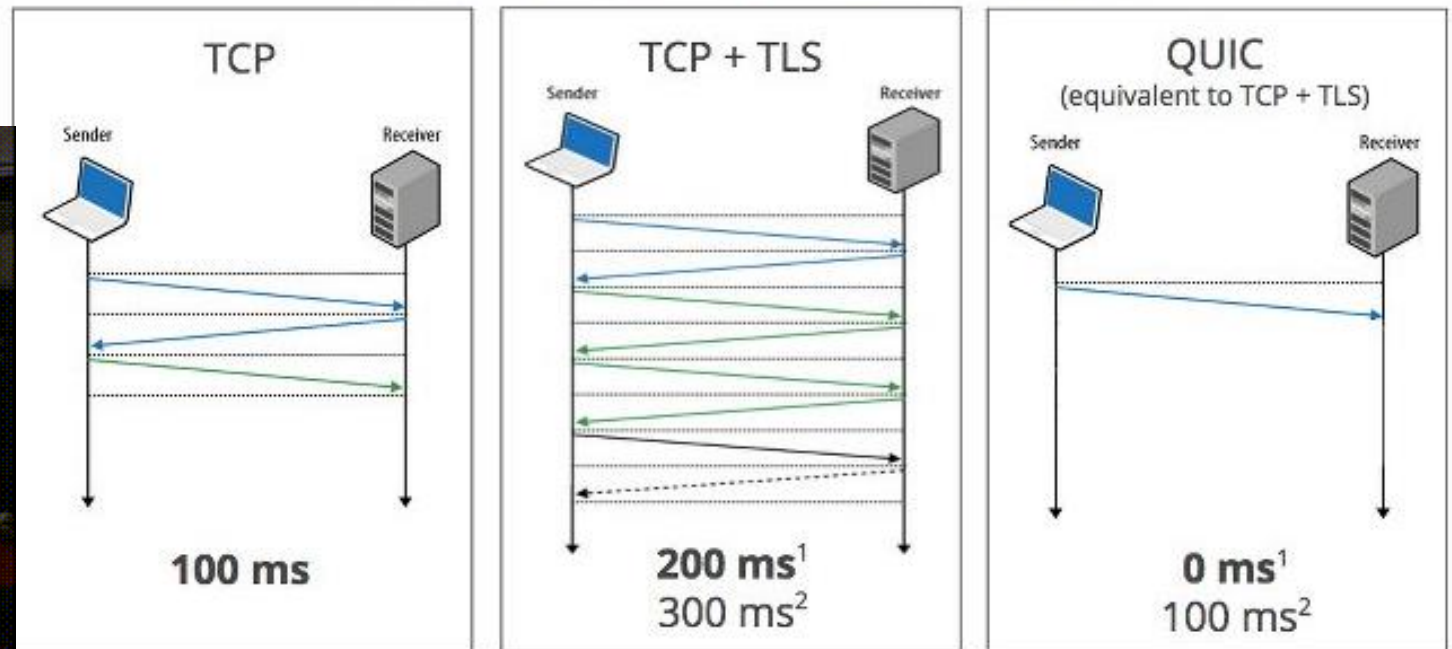 TCP
Sender
Receiver
100 ms
TCP + TLS
Sender
Receiver
200 ms¹
300 ms²
QUIC
(equivalent to TCP + TLS)
Sender
Receiver
0 ms¹
100 ms²